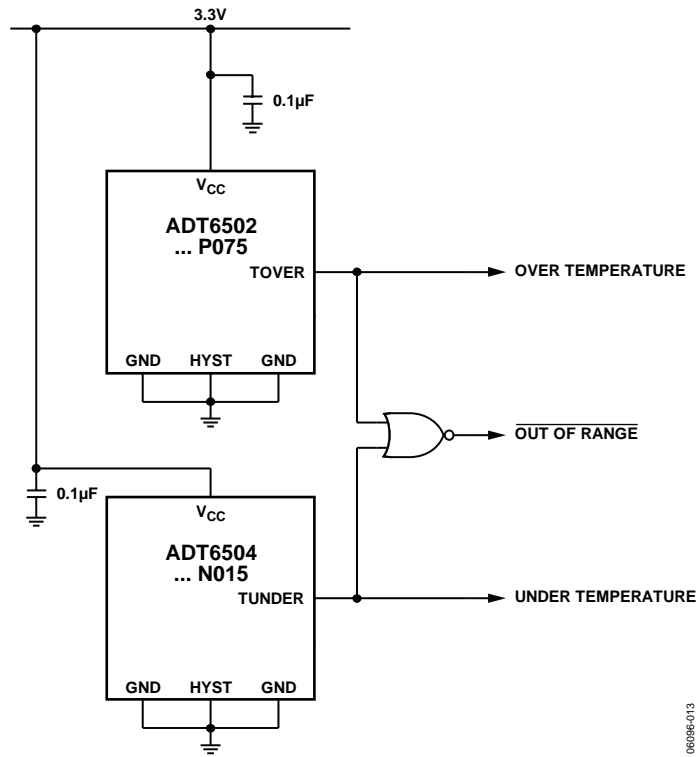 3.3V
0.1µF
VCC
ADT6502
... P075
TOVER
OVER TEMPERATURE
GND HYST GND
OUT OF RANGE
0.1µF
VCC
ADT6504
... N015
TUNDER
UNDER TEMPERATURE
GND HYST GND
06096-013